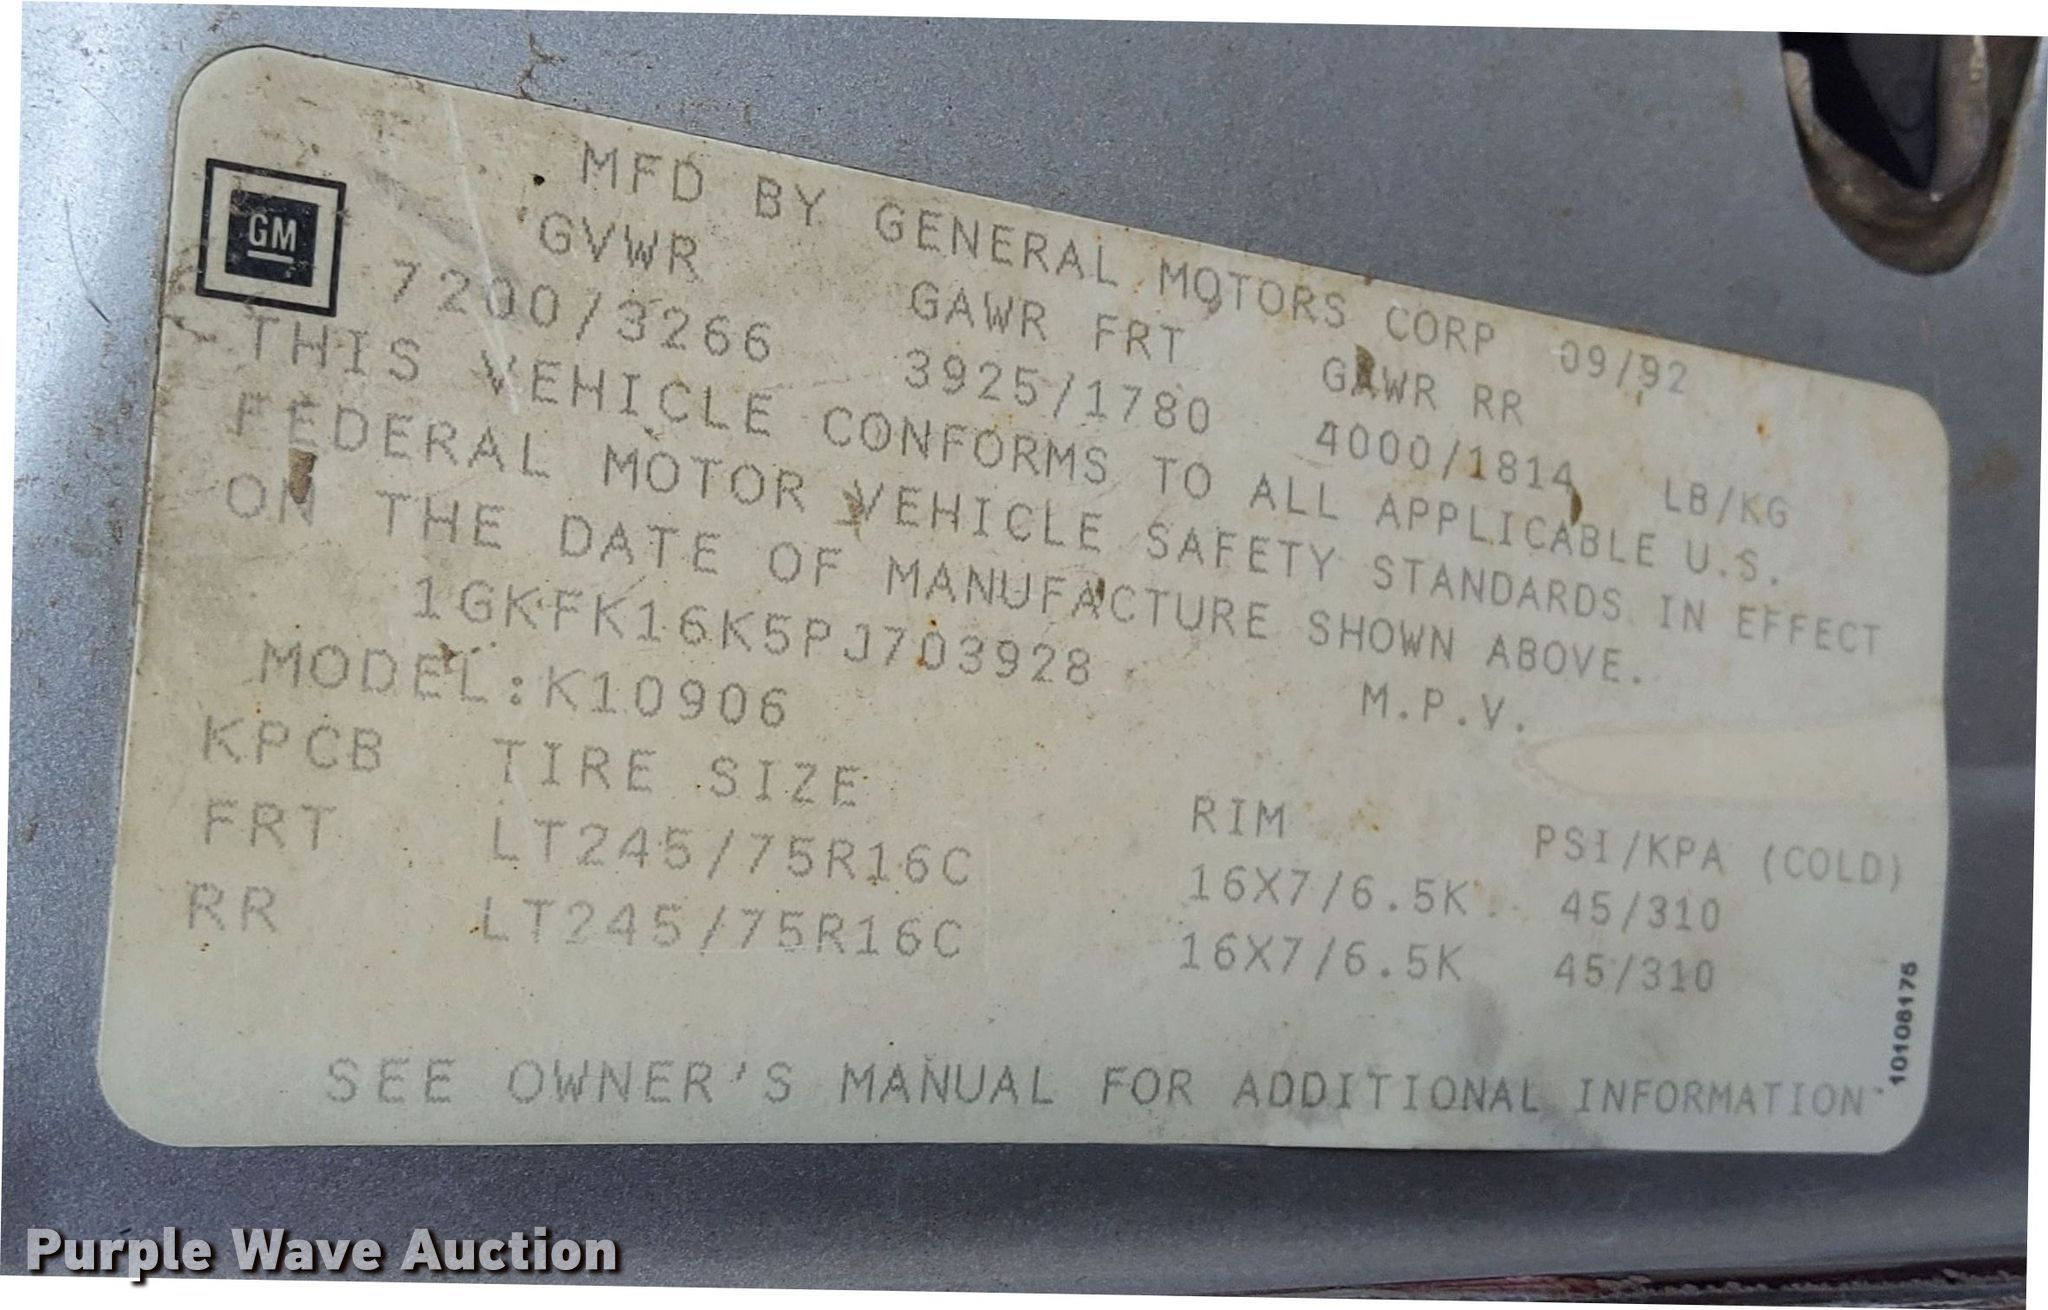 GM
MFD BY GENERAL MOTORS CORP 09/92
GVWR GAWR FRT GAWR RR
7200/3266 3925/1780 4000/1814 LB/KG
THIS VEHICLE CONFORMS TO ALL APPLICABLE U.S.
FEDERAL MOTOR VEHICLE SAFETY STANDARDS IN EFFECT
ON THE DATE OF MANUFACTURE SHOWN ABOVE.
1GKFK16K5PJ703928 M.P.V.
MODEL:K10906
KPCB TIRE SIZE RIM PSI/KPA (COLD)
FRT LT245/75R16C 16X7/6.5K 45/310
RR LT245/75R16C 16X7/6.5K 45/310
SEE OWNER'S MANUAL FOR ADDITIONAL INFORMATION
10108175
Purple Wave Auction